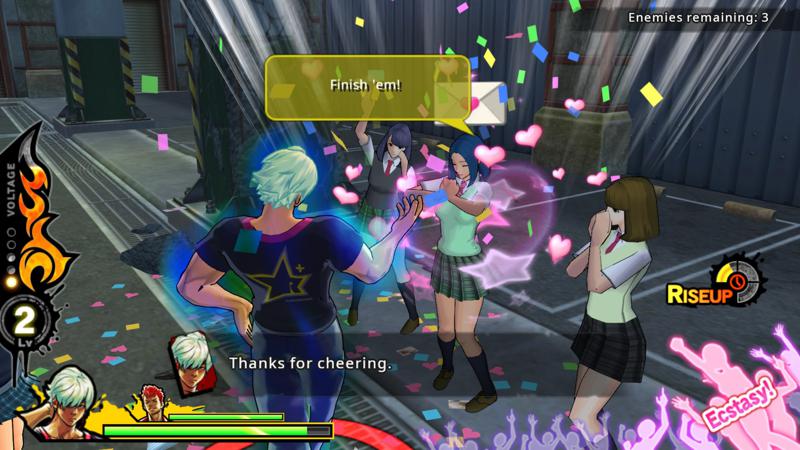 Enemies remaining: 3
Finish 'em!
VOLTAGE
RISEUP
2
Lv
Thanks for cheering.
Ecstasy!